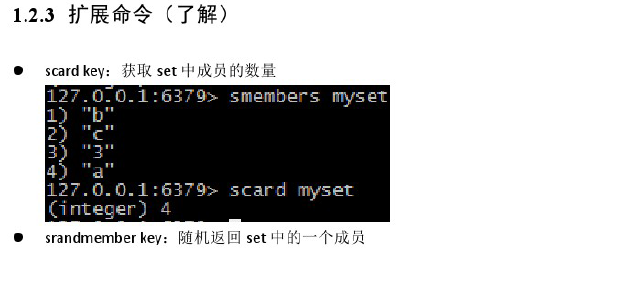 1.2.3 扩展命令（了解）
● scard key：获取 set 中成员的数量
127.0.0.1:6379> smembers myset
1) "b"
2) "c"
3) "3"
4) "a"
127.0.0.1:6379> scard myset
(integer) 4
● srandmember key：随机返回 set 中的一个成员